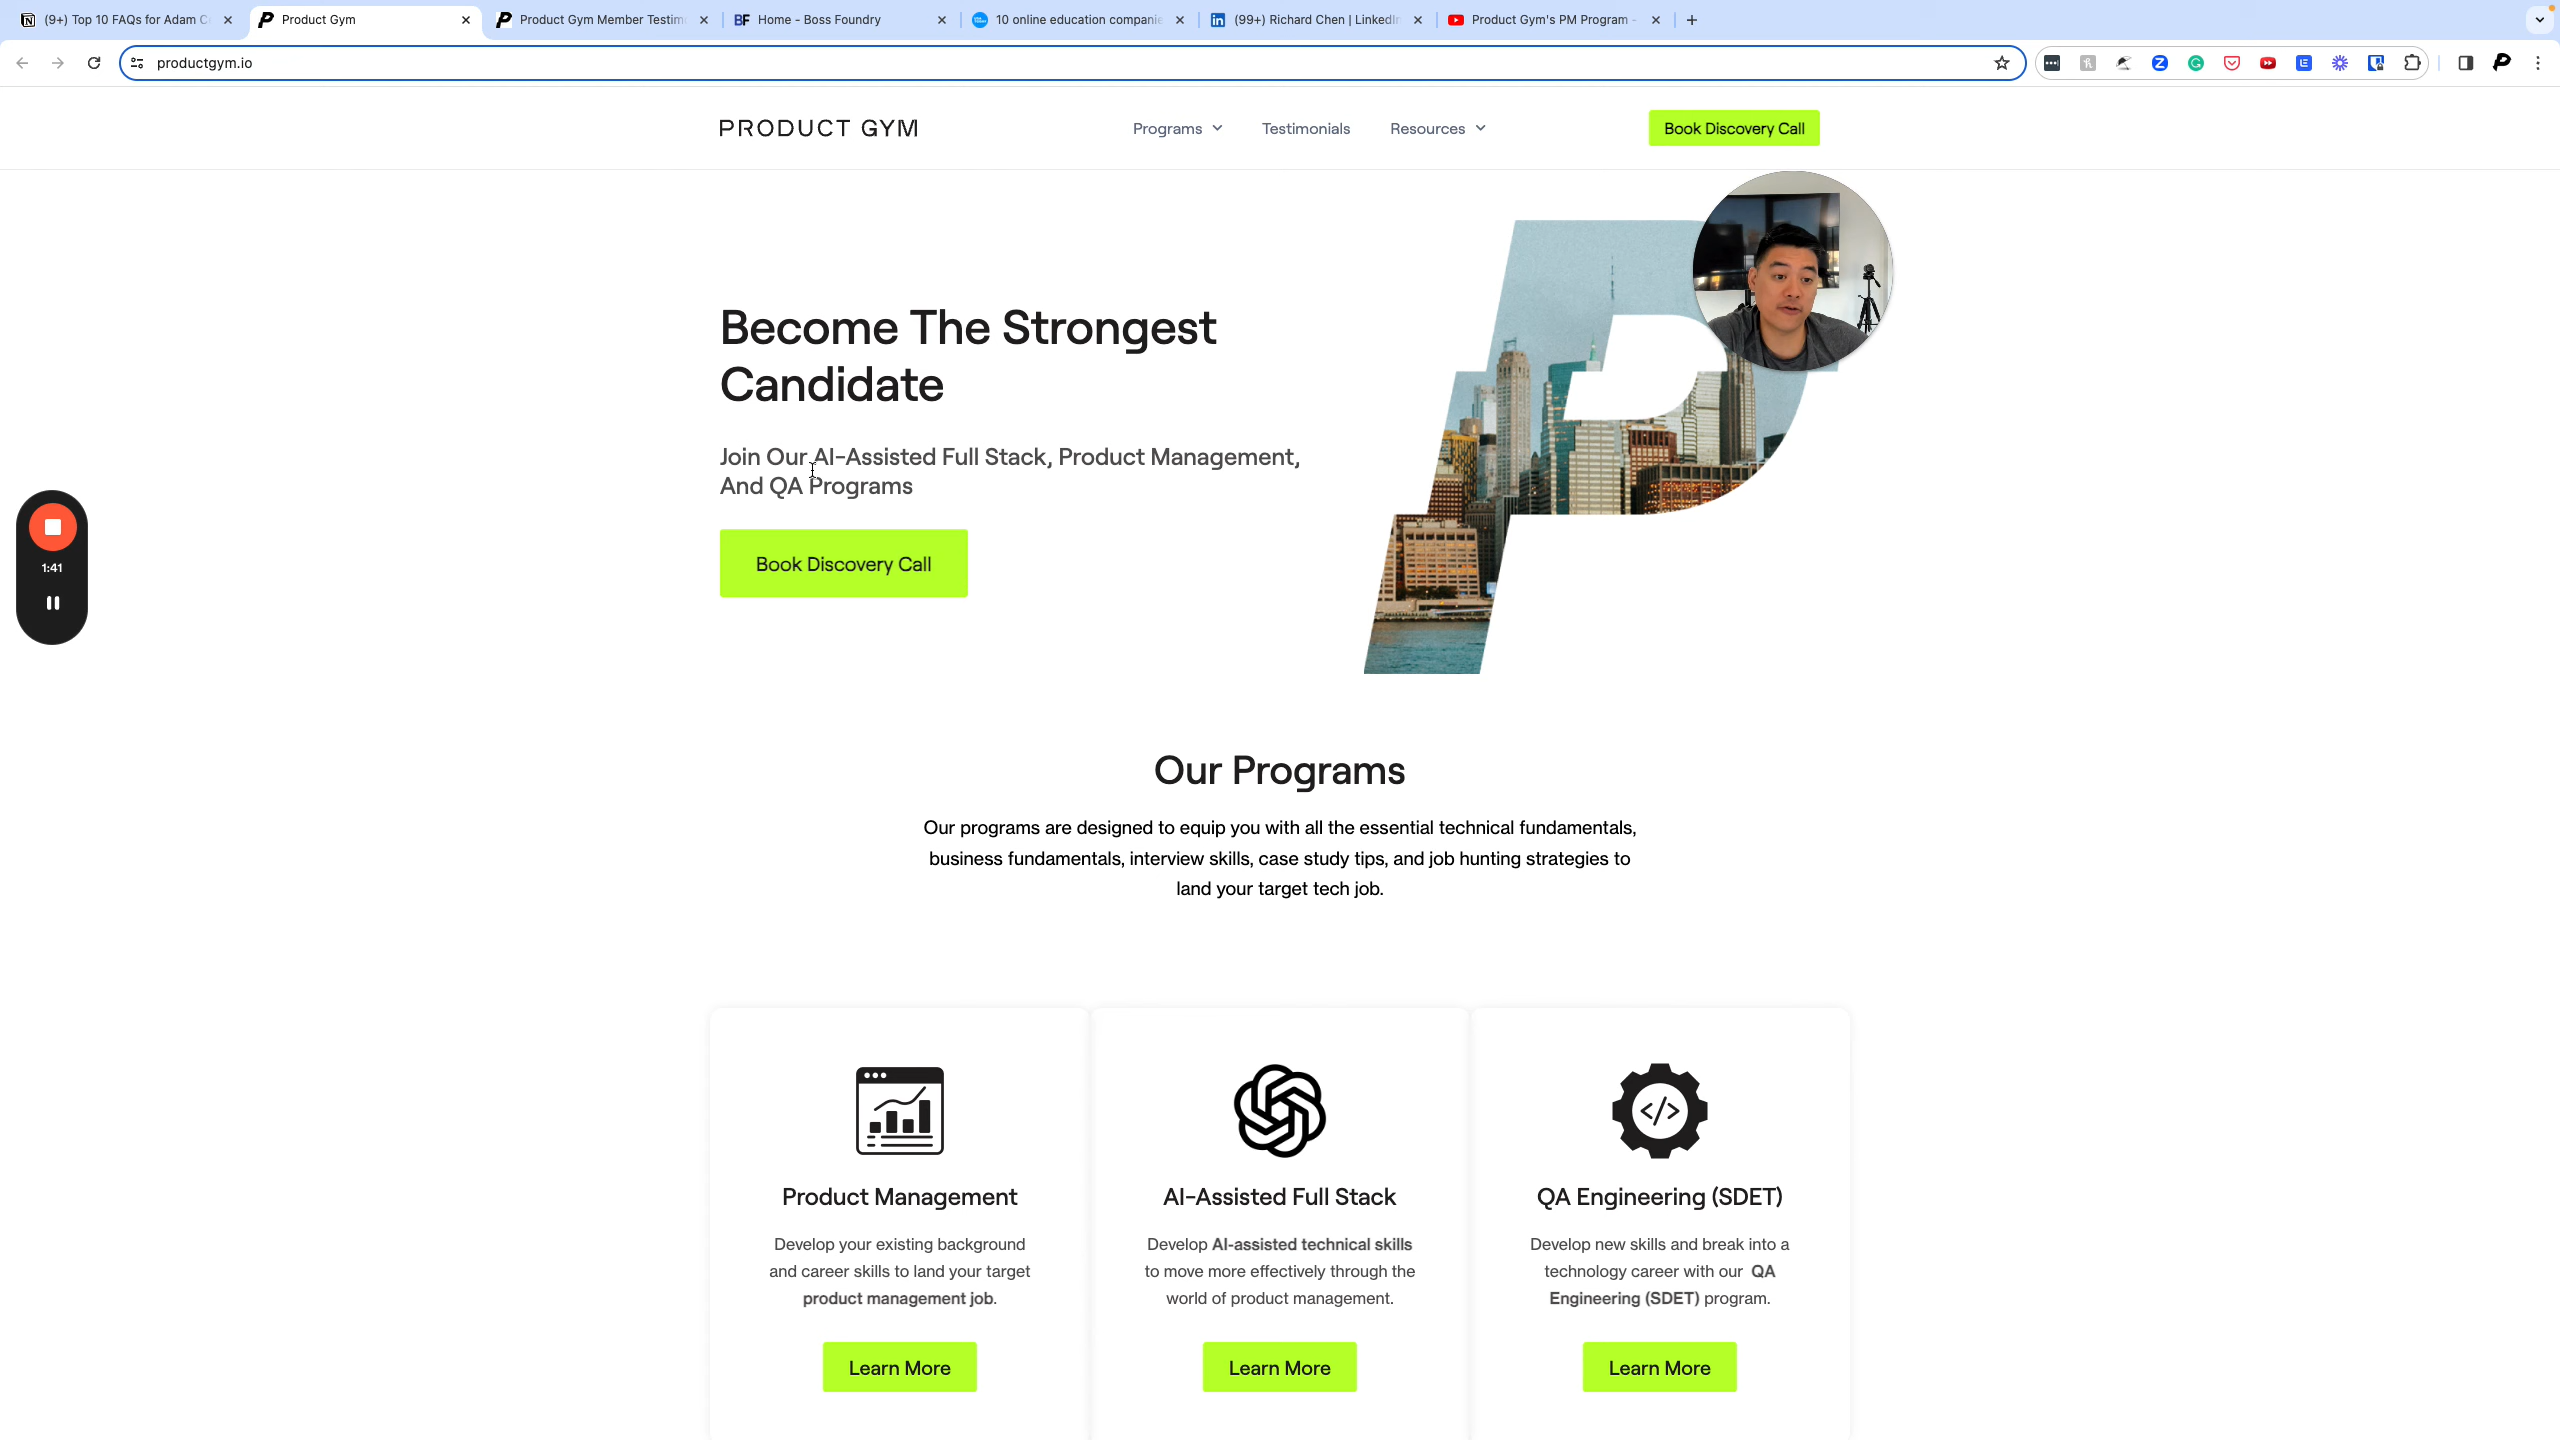 (9+) Top 10 FAQs for Adam C
Product Gym
Product Gym Member Testim
BF Home - Boss Foundry
10 online education companie
(99+) Richard Chen | LinkedIn
Product Gym's PM Program -
productgym.io
PRODUCT GYM
Programs
Testimonials
Resources
Book Discovery Call
Become The Strongest
Candidate
Join Our AI-Assisted Full Stack, Product Management,
And QA Programs
Book Discovery Call
1:41
Our Programs
Our programs are designed to equip you with all the essential technical fundamentals,
business fundamentals, interview skills, case study tips, and job hunting strategies to
land your target tech job.
Product Management
Develop your existing background
and career skills to land your target
product management job.
Learn More
AI-Assisted Full Stack
Develop AI-assisted technical skills
to move more effectively through the
world of product management.
Learn More
QA Engineering (SDET)
Develop new skills and break into a
technology career with our QA
Engineering (SDET) program.
Learn More